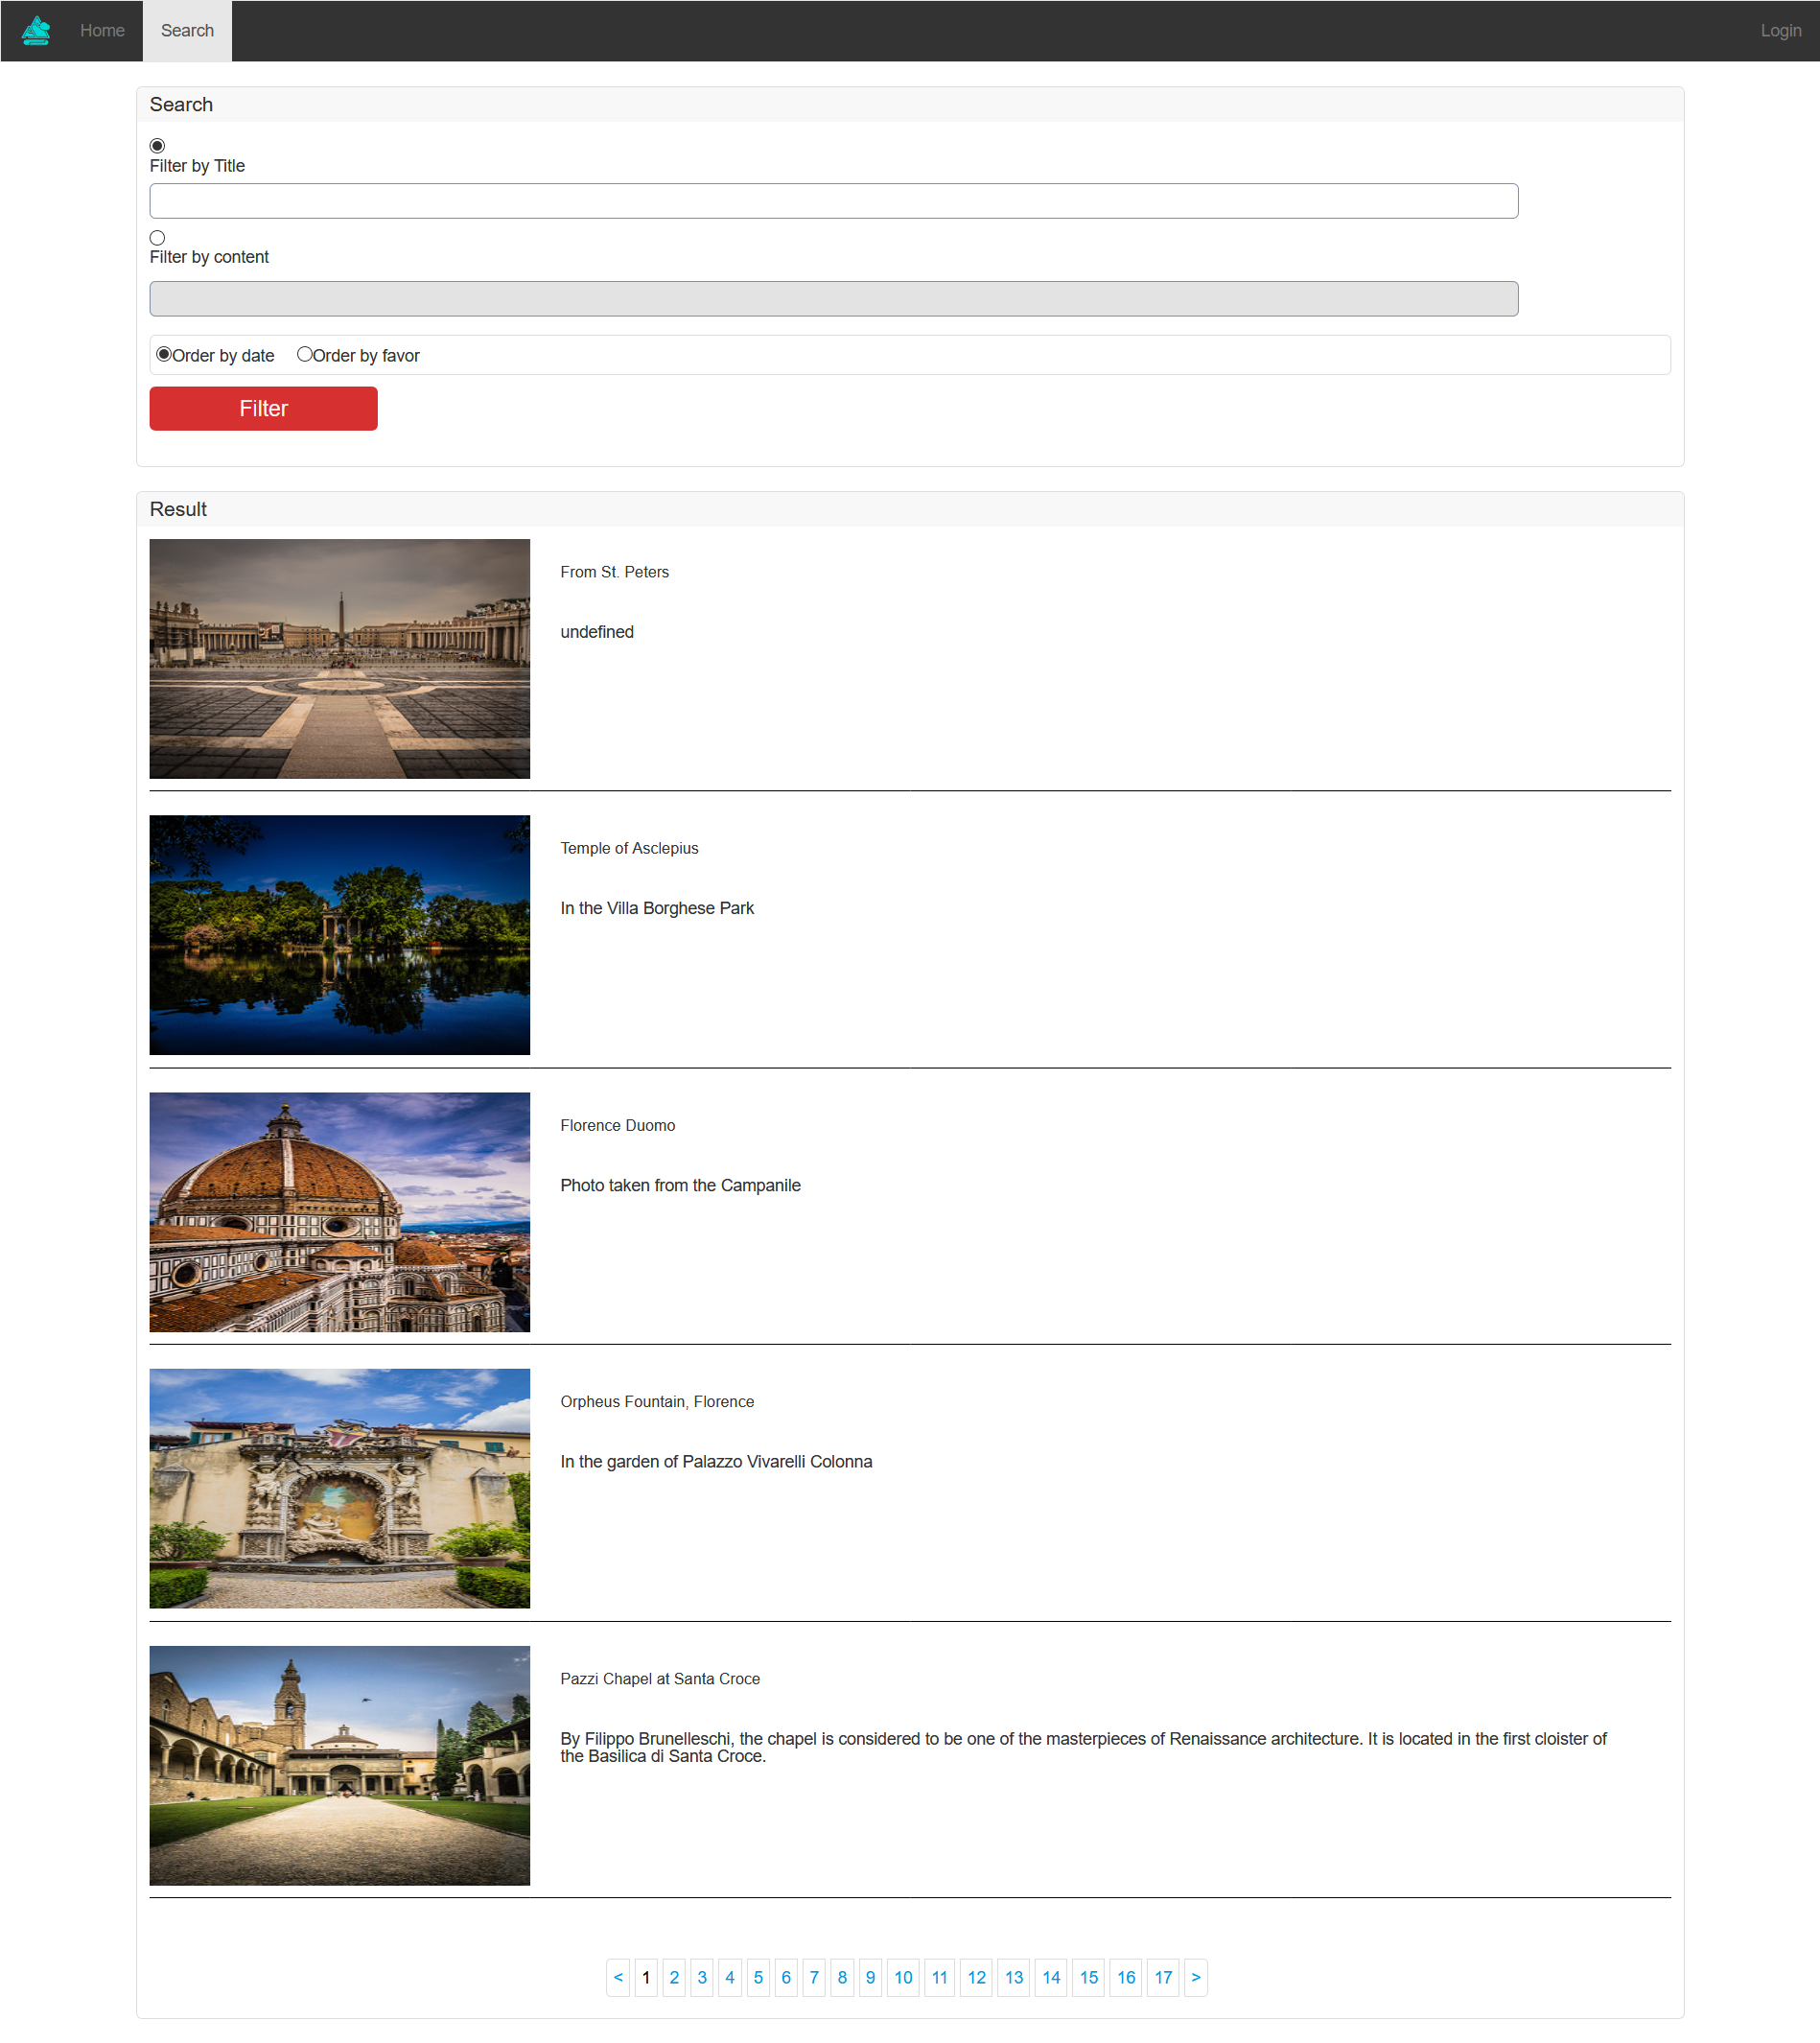 Home Search Login
Search
Filter by Title
Filter by content
Order by date Order by favor
Filter
Result
From St. Peters
undefined
Temple of Asclepius
In the Villa Borghese Park
Florence Duomo
Photo taken from the Campanile
Orpheus Fountain, Florence
In the garden of Palazzo Vivarelli Colonna
Pazzi Chapel at Santa Croce
By Filippo Brunelleschi, the chapel is considered to be one of the masterpieces of Renaissance architecture. It is located in the first cloister of
the Basilica di Santa Croce.
< 1 2 3 4 5 6 7 8 9 10 11 12 13 14 15 16 17 >